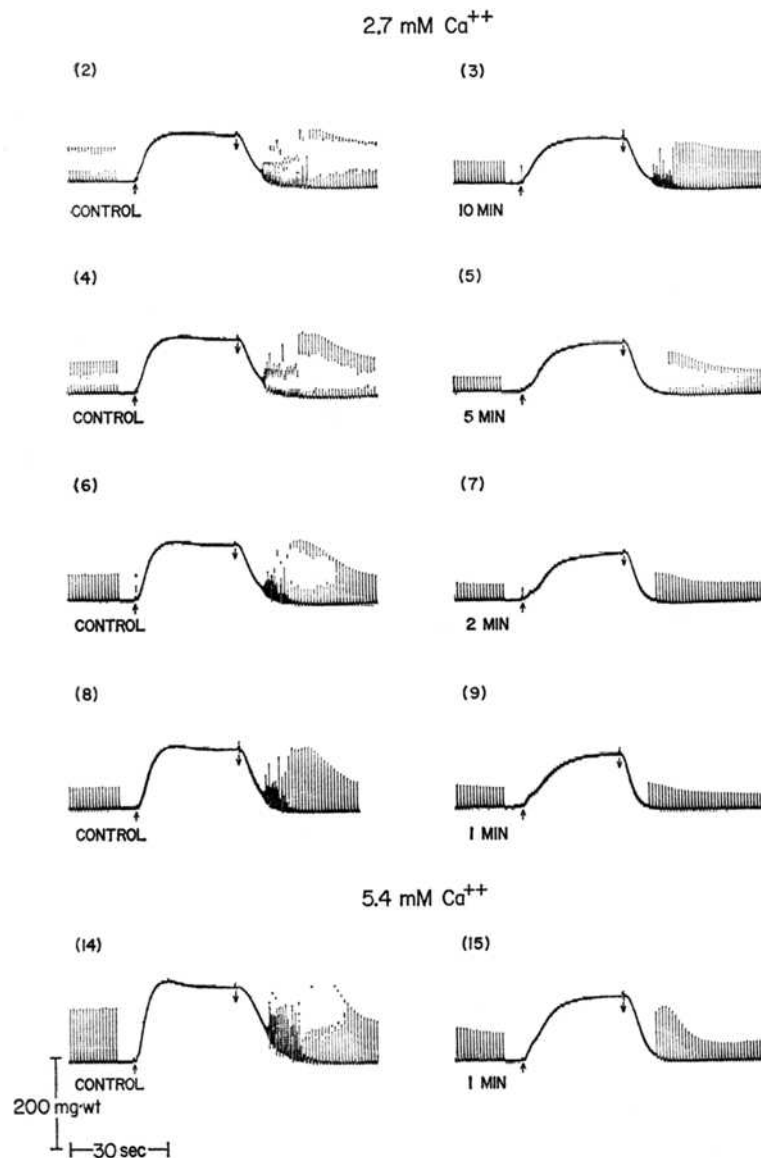 2.7 mM Ca++
(2) (3)
CONTROL 10 MIN
(4) (5)
CONTROL 5 MIN
(6) (7)
CONTROL 2 MIN
(8) (9)
CONTROL 1 MIN
5.4 mM Ca++
(14) (15)
CONTROL 1 MIN
200 mg·wt
30 sec